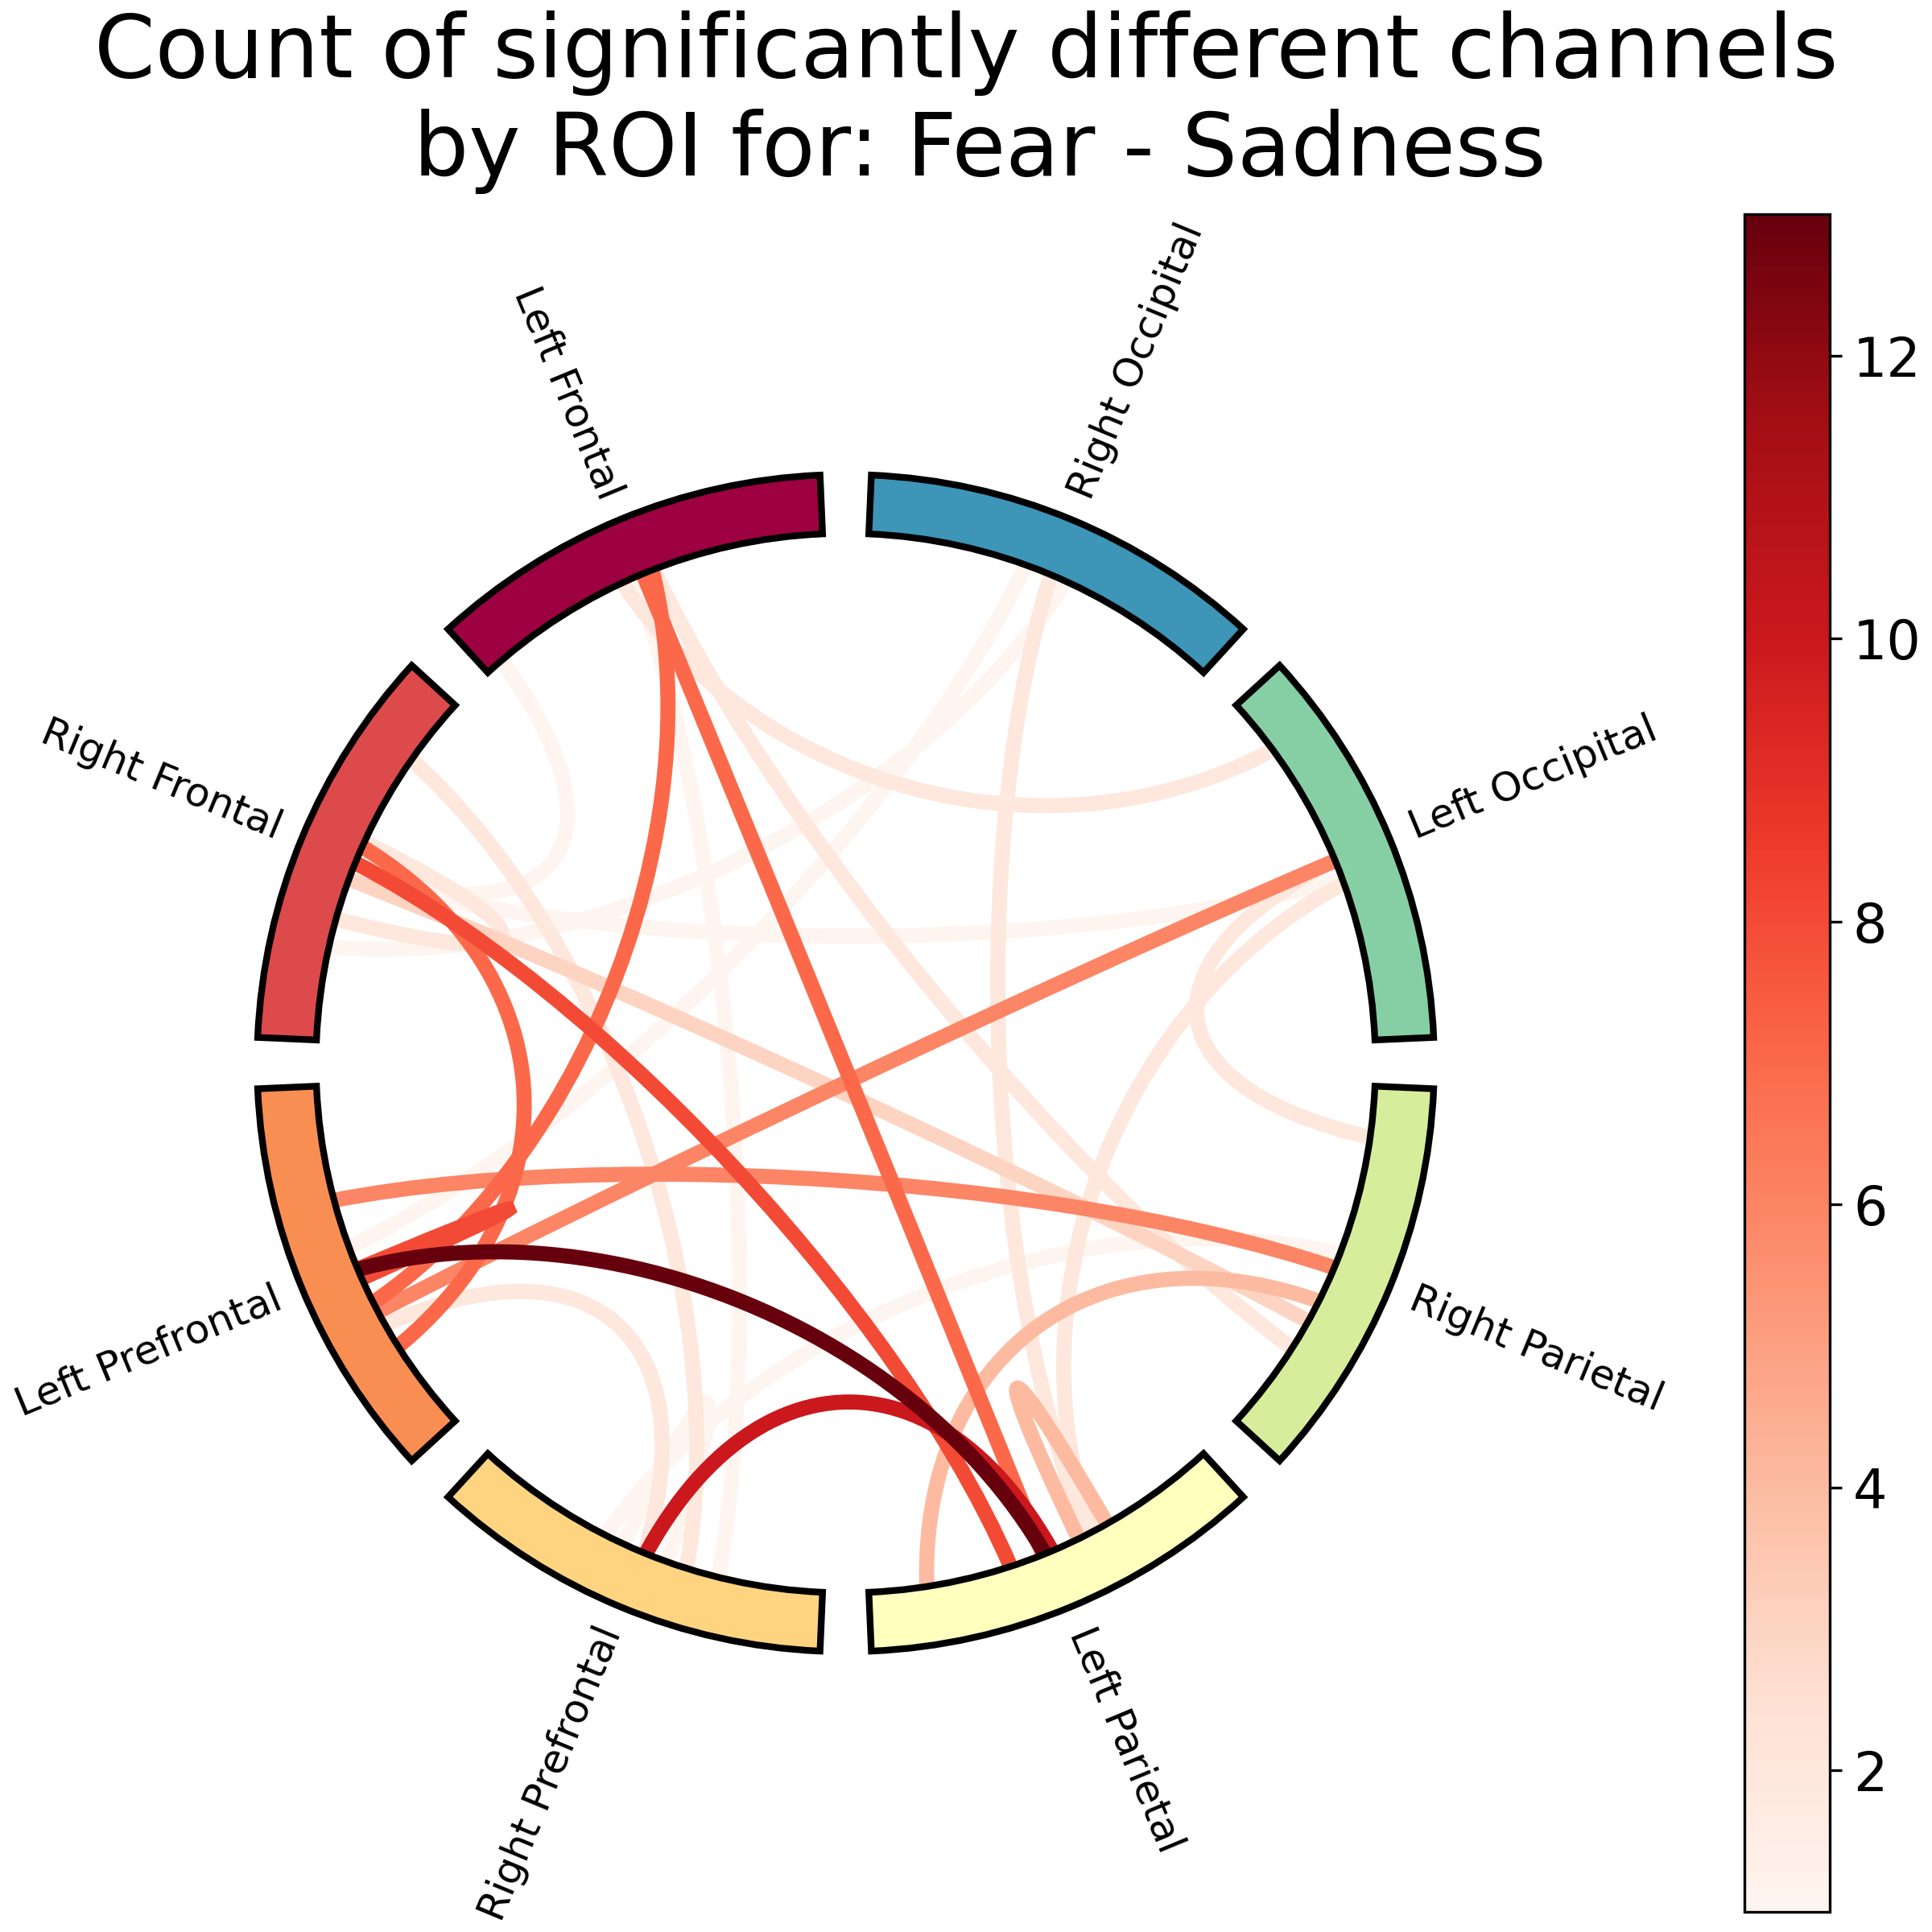 Count of significantly different channels
by ROI for: Fear - Sadness
Left Frontal
Right Occipital
Right Frontal
Left Occipital
Left Prefrontal
Right Parietal
Right Prefrontal
Left Parietal
12
10
8
6
4
2